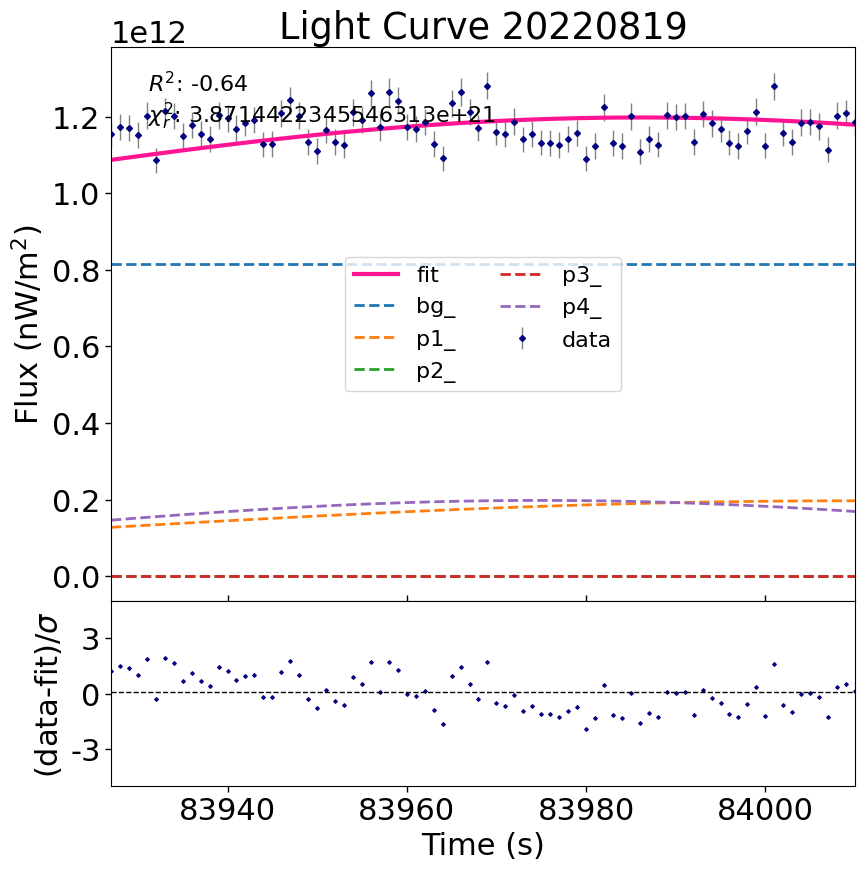 Light Curve 20220819
1e12
R²: -0.64
χ²ᵣ: 3.8714422345546313e+21
Flux (nW/m²)
1.2
1.0
0.8
0.6
0.4
0.2
0.0
fit
bg_
p1_
p2_
p3_
p4_
data
(data-fit)/σ
3
0
-3
83940
83960
83980
84000
Time (s)